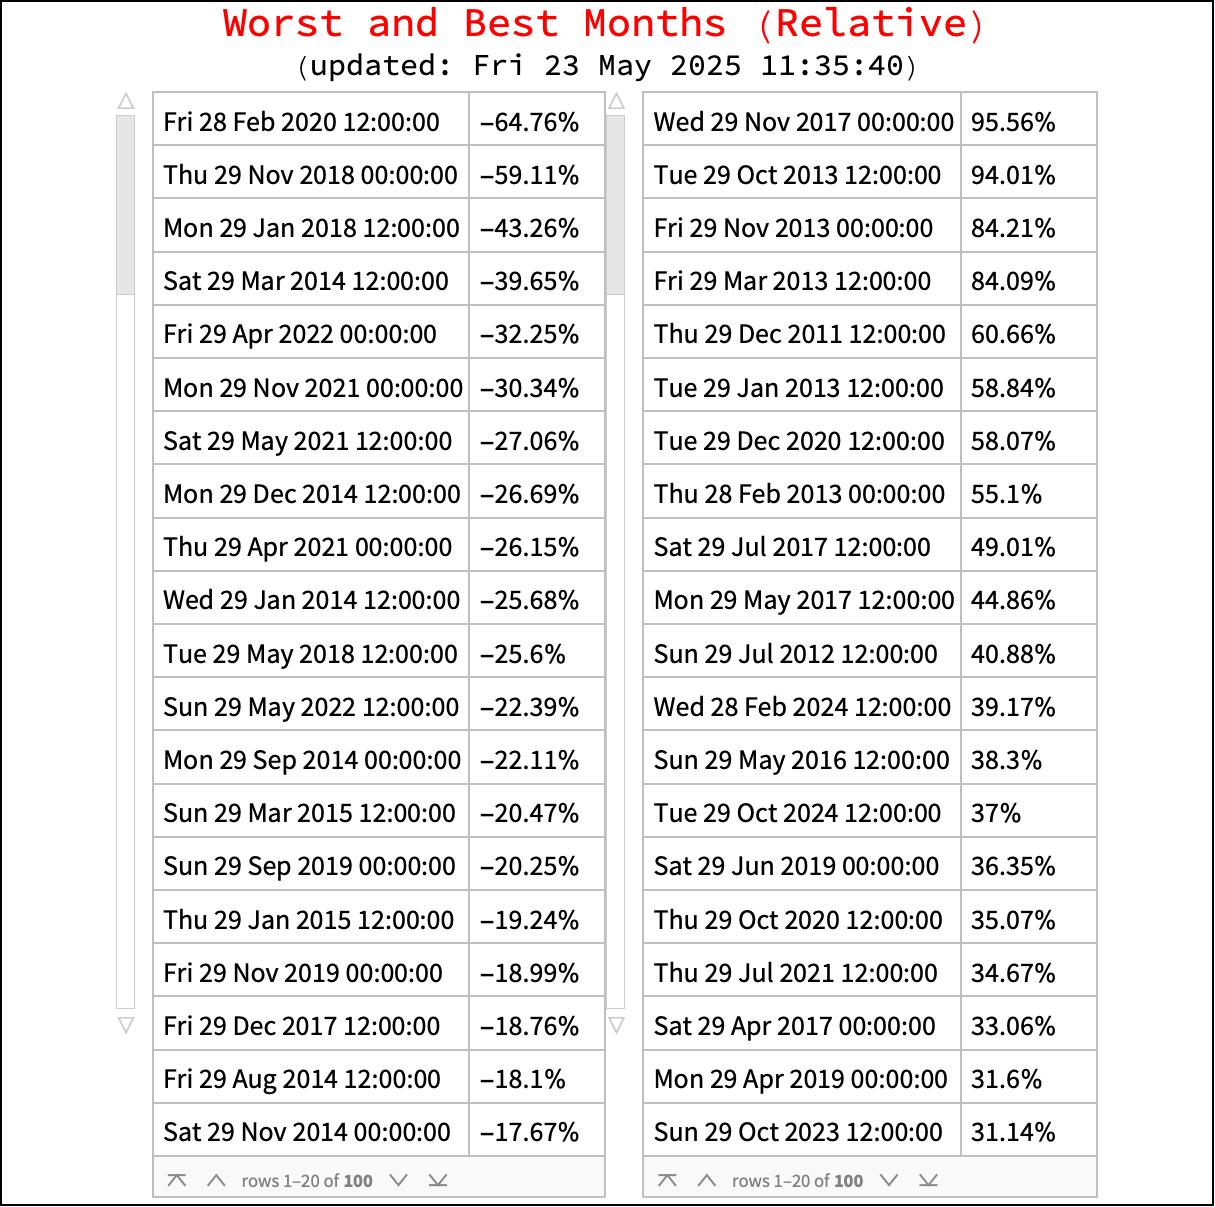 Worst and Best Months (Relative)
(updated: Fri 23 May 2025 11:35:40)
Fri 28 Feb 2020 12:00:00 –64.76%
Thu 29 Nov 2018 00:00:00 –59.11%
Mon 29 Jan 2018 12:00:00 –43.26%
Sat 29 Mar 2014 12:00:00 –39.65%
Fri 29 Apr 2022 00:00:00 –32.25%
Mon 29 Nov 2021 00:00:00 –30.34%
Sat 29 May 2021 12:00:00 –27.06%
Mon 29 Dec 2014 12:00:00 –26.69%
Thu 29 Apr 2021 00:00:00 –26.15%
Wed 29 Jan 2014 12:00:00 –25.68%
Tue 29 May 2018 12:00:00 –25.6%
Sun 29 May 2022 12:00:00 –22.39%
Mon 29 Sep 2014 00:00:00 –22.11%
Sun 29 Mar 2015 12:00:00 –20.47%
Sun 29 Sep 2019 00:00:00 –20.25%
Thu 29 Jan 2015 12:00:00 –19.24%
Fri 29 Nov 2019 00:00:00 –18.99%
Fri 29 Dec 2017 12:00:00 –18.76%
Fri 29 Aug 2014 12:00:00 –18.1%
Sat 29 Nov 2014 00:00:00 –17.67%
rows 1–20 of 100
Wed 29 Nov 2017 00:00:00 95.56%
Tue 29 Oct 2013 12:00:00 94.01%
Fri 29 Nov 2013 00:00:00 84.21%
Fri 29 Mar 2013 12:00:00 84.09%
Thu 29 Dec 2011 12:00:00 60.66%
Tue 29 Jan 2013 12:00:00 58.84%
Tue 29 Dec 2020 12:00:00 58.07%
Thu 28 Feb 2013 00:00:00 55.1%
Sat 29 Jul 2017 12:00:00 49.01%
Mon 29 May 2017 12:00:00 44.86%
Sun 29 Jul 2012 12:00:00 40.88%
Wed 28 Feb 2024 12:00:00 39.17%
Sun 29 May 2016 12:00:00 38.3%
Tue 29 Oct 2024 12:00:00 37%
Sat 29 Jun 2019 00:00:00 36.35%
Thu 29 Oct 2020 12:00:00 35.07%
Thu 29 Jul 2021 12:00:00 34.67%
Sat 29 Apr 2017 00:00:00 33.06%
Mon 29 Apr 2019 00:00:00 31.6%
Sun 29 Oct 2023 12:00:00 31.14%
rows 1–20 of 100